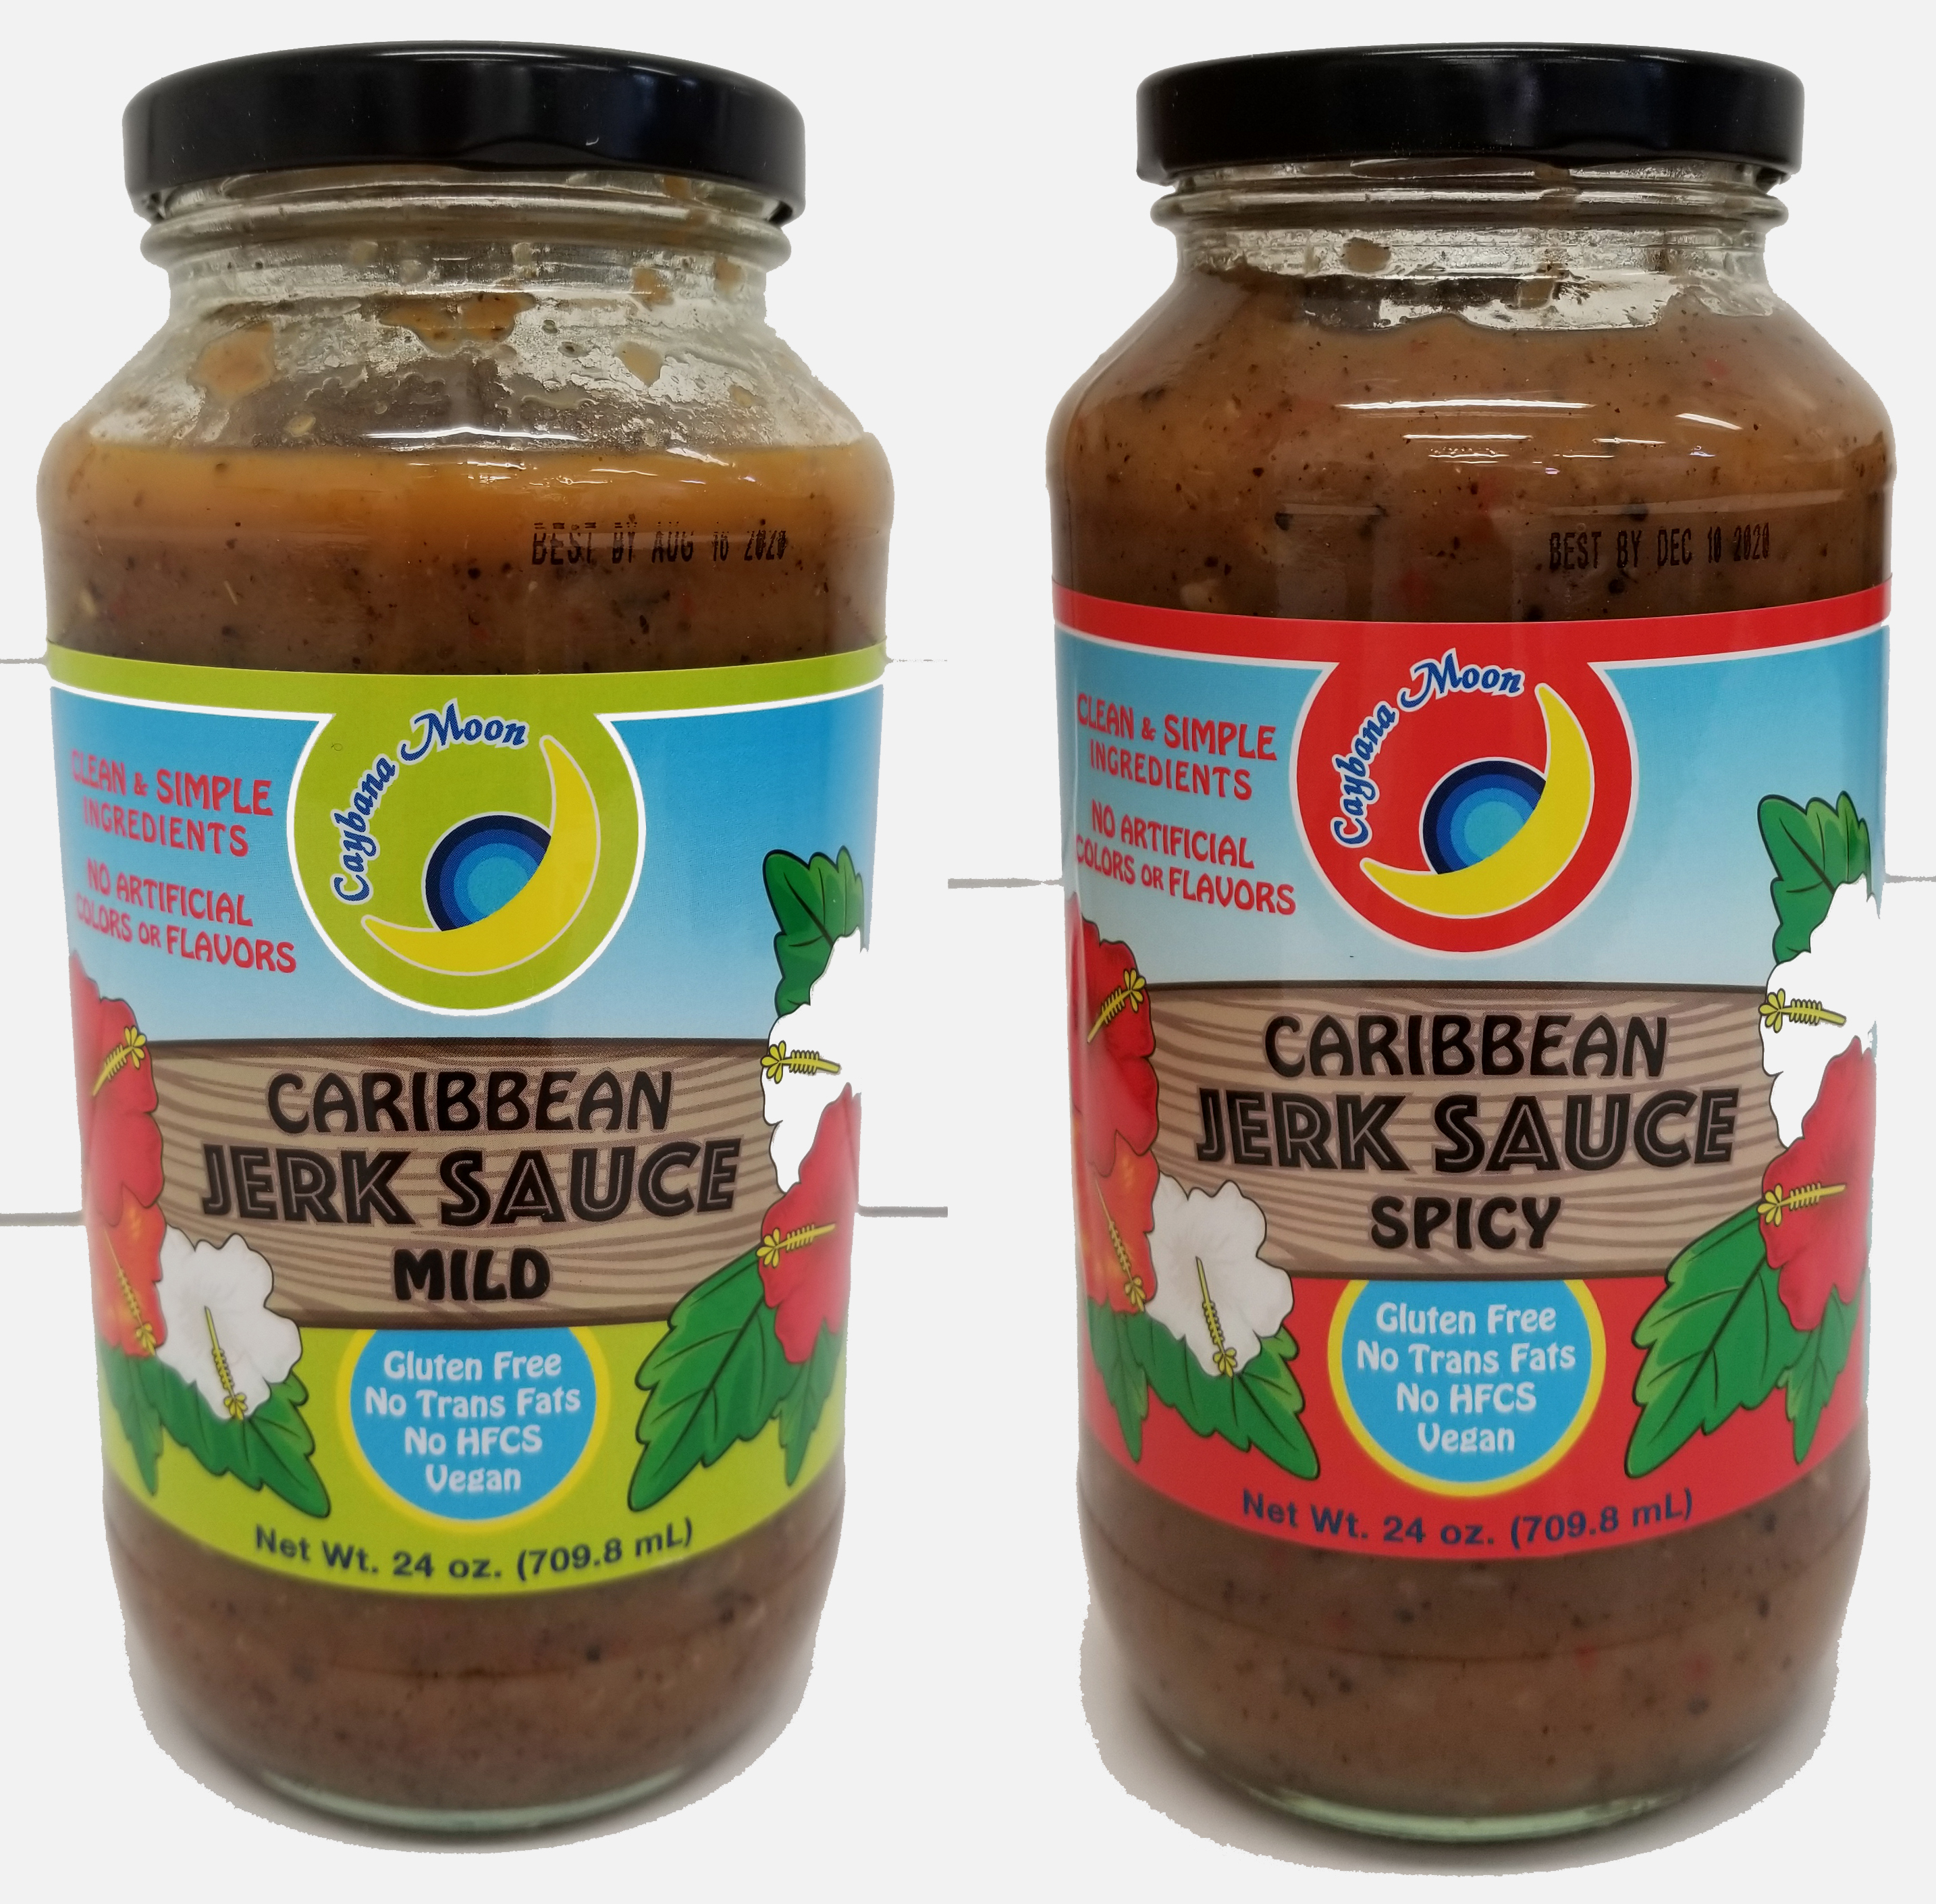 BEST BY AUG 16 2020
Caybana Moon
CLEAN & SIMPLE
INGREDIENTS
NO ARTIFICIAL
COLORS OR FLAVORS
CARIBBEAN
JERK SAUCE
MILD
Gluten Free
No Trans Fats
No HFCS
Vegan
Net Wt. 24 oz. (709.8 mL)
BEST BY DEC 10 2020
Caybana Moon
CLEAN & SIMPLE
INGREDIENTS
NO ARTIFICIAL
COLORS OR FLAVORS
CARIBBEAN
JERK SAUCE
SPICY
Gluten Free
No Trans Fats
No HFCS
Vegan
Net Wt. 24 oz. (709.8 mL)